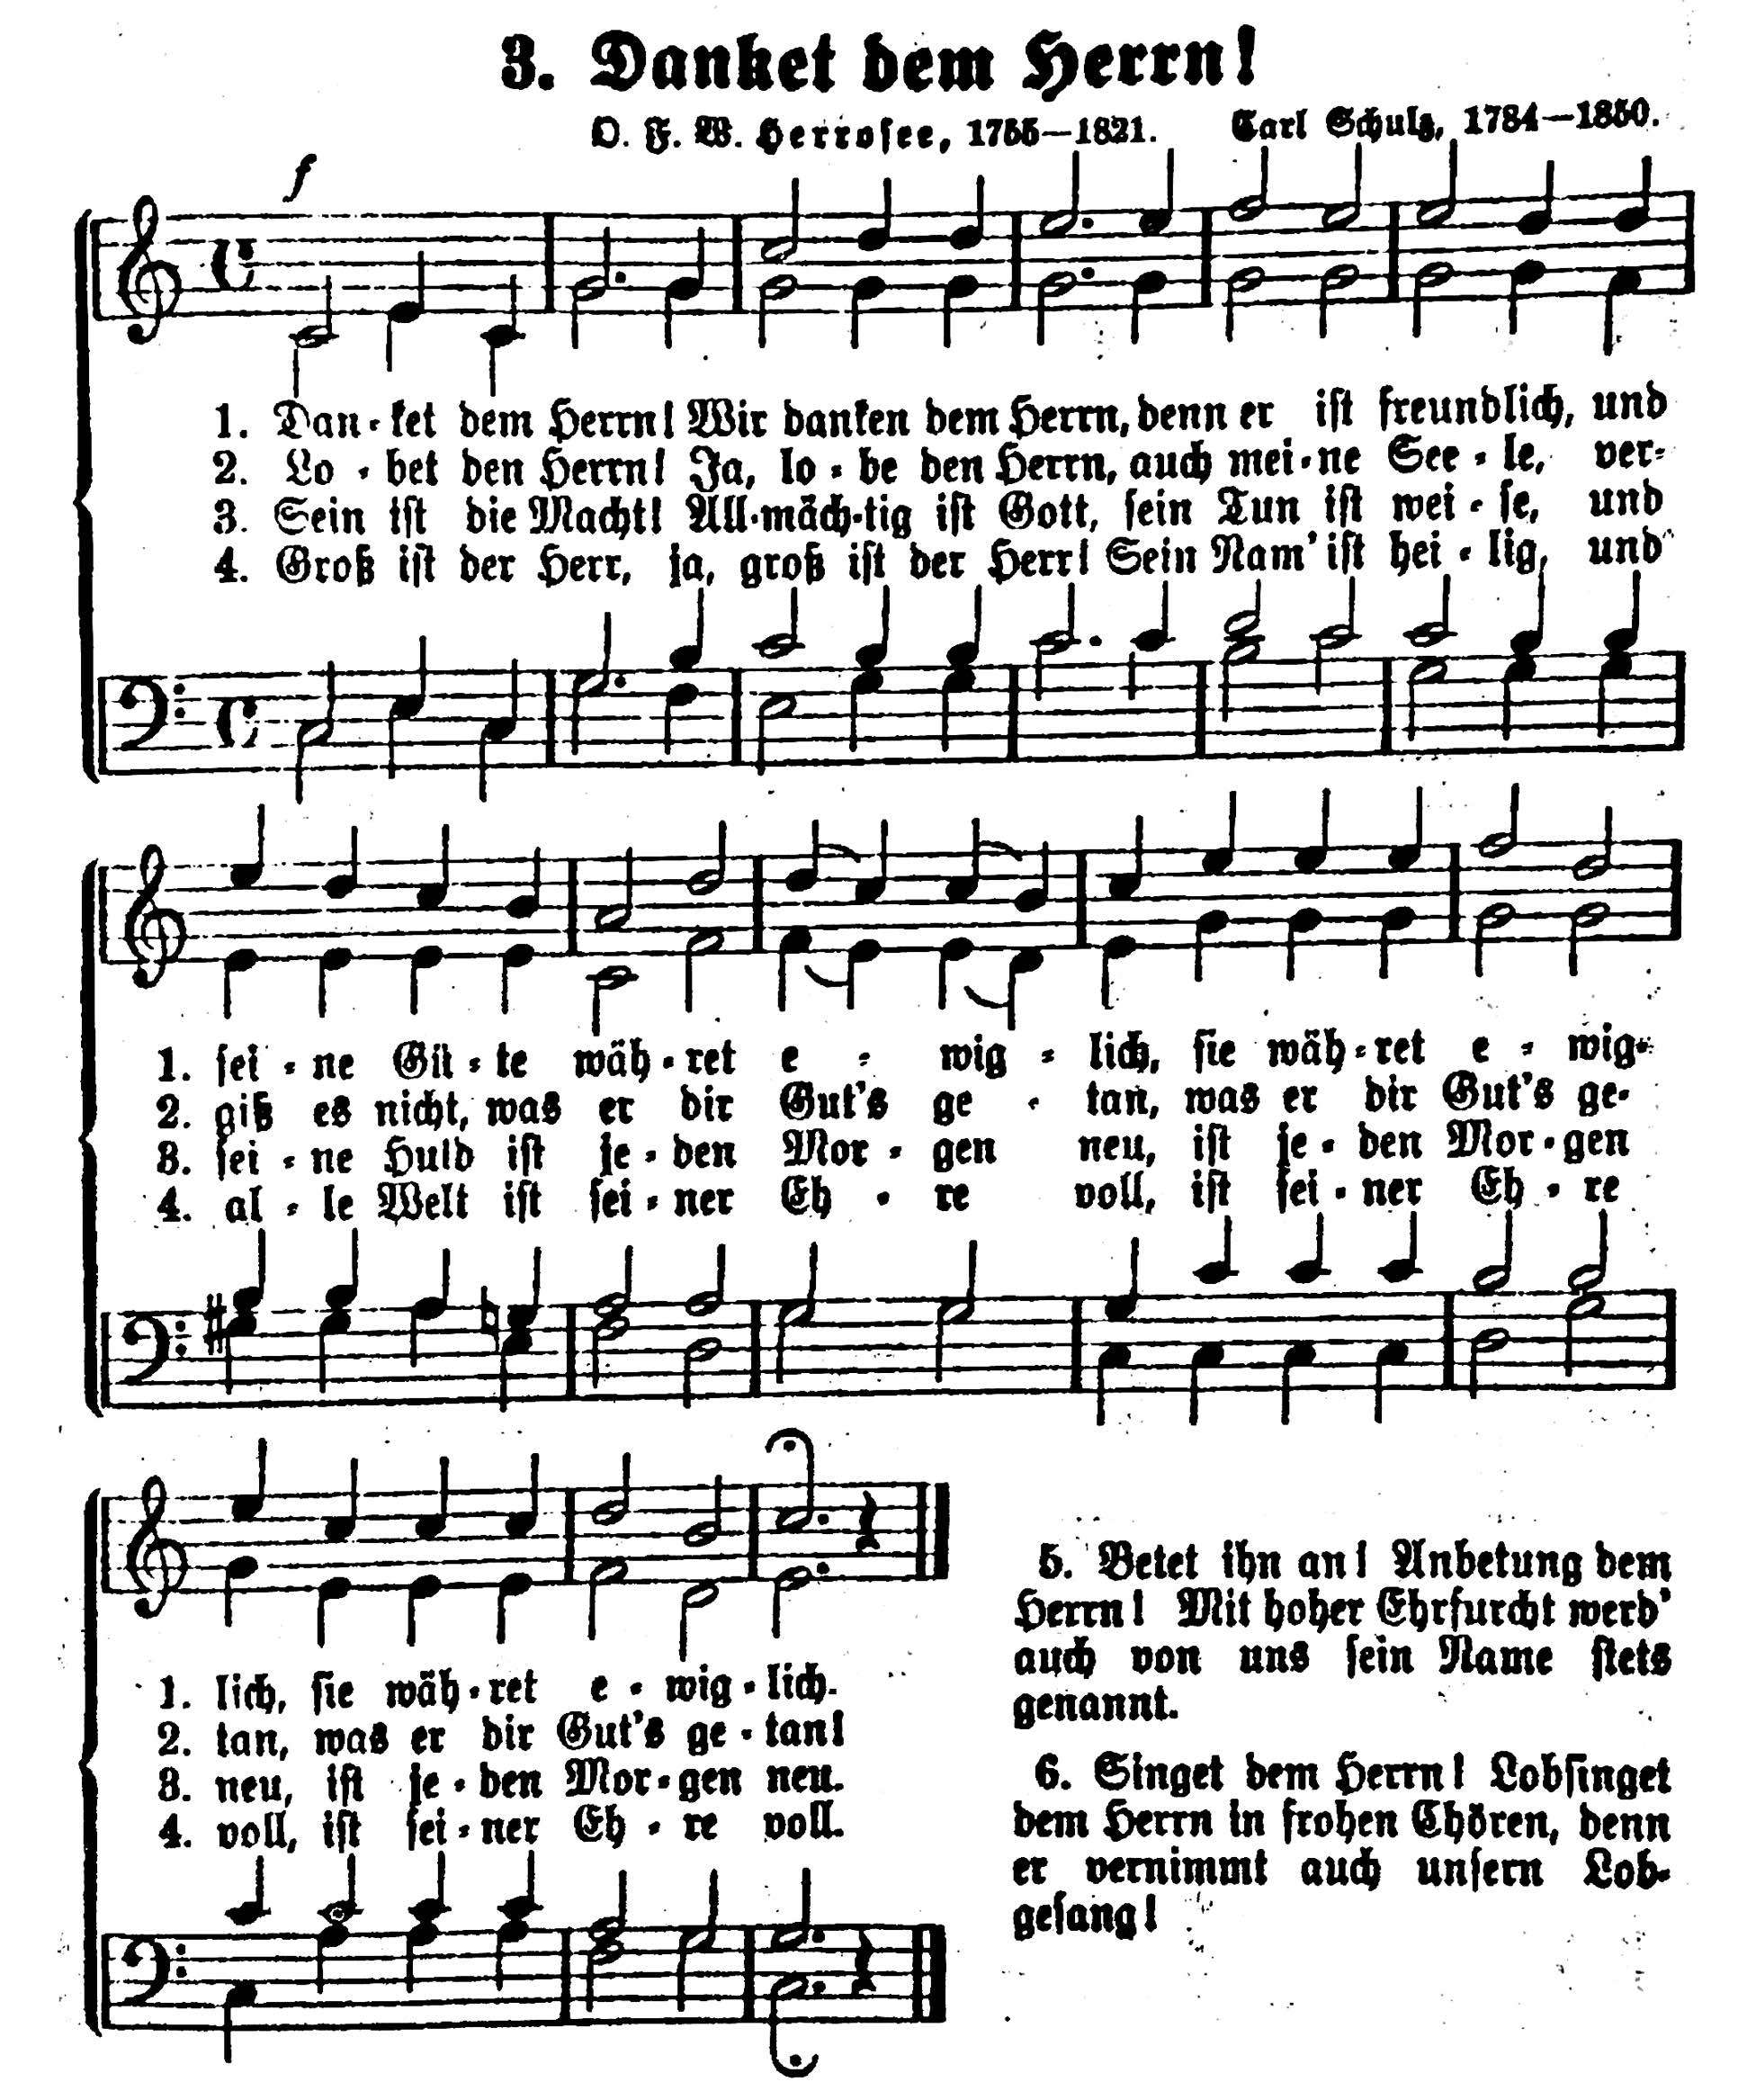 3. Danket dem Herrn!
O. F. W. Herrosee, 1755—1821. Carl Schulz, 1784—1850.
f
1. Dan-ket dem Herrn! Wir danken dem Herrn, denn er ist freundlich, und
2. Lo-bet den Herrn! Ja, lo-be den Herrn, auch mei-ne See-le, ver-
3. Sein ist die Macht! All-mäch-tig ist Gott, sein Tun ist wei-se, und
4. Groß ist der Herr, ja, groß ist der Herr! Sein Nam' ist hei-lig, und
1. sei-ne Gü-te wäh-ret e-wig-lich, sie wäh-ret e-wig-
2. giß es nicht, was er dir Gut's ge-tan, was er dir Gut's ge-
3. sei-ne Huld ist je-den Mor-gen neu, ist je-den Mor-gen
4. al-le Welt ist sei-ner Eh-re voll, ist sei-ner Eh-re
1. lich, sie wäh-ret e-wig-lich.
2. tan, was er dir Gut's ge-tan!
3. neu, ist je-den Mor-gen neu.
4. voll, ist sei-ner Eh-re voll.
5. Betet ihn an! Anbetung dem
Herrn! Mit hoher Ehrfurcht werd'
auch von uns sein Name stets
genannt.
6. Singet dem Herrn! Lobsinget
dem Herrn in frohen Chören, denn
er vernimmt auch unsern Lob-
gesang!